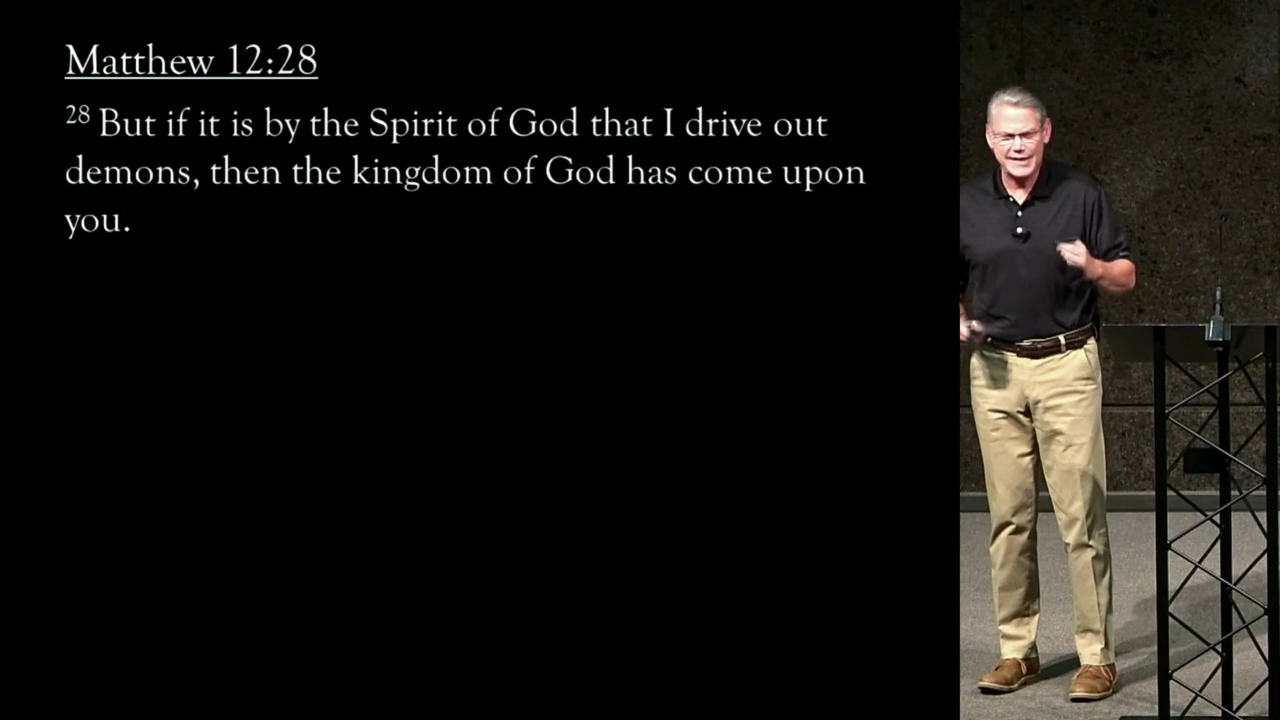 Matthew 12:28
28 But if it is by the Spirit of God that I drive out
demons, then the kingdom of God has come upon
you.